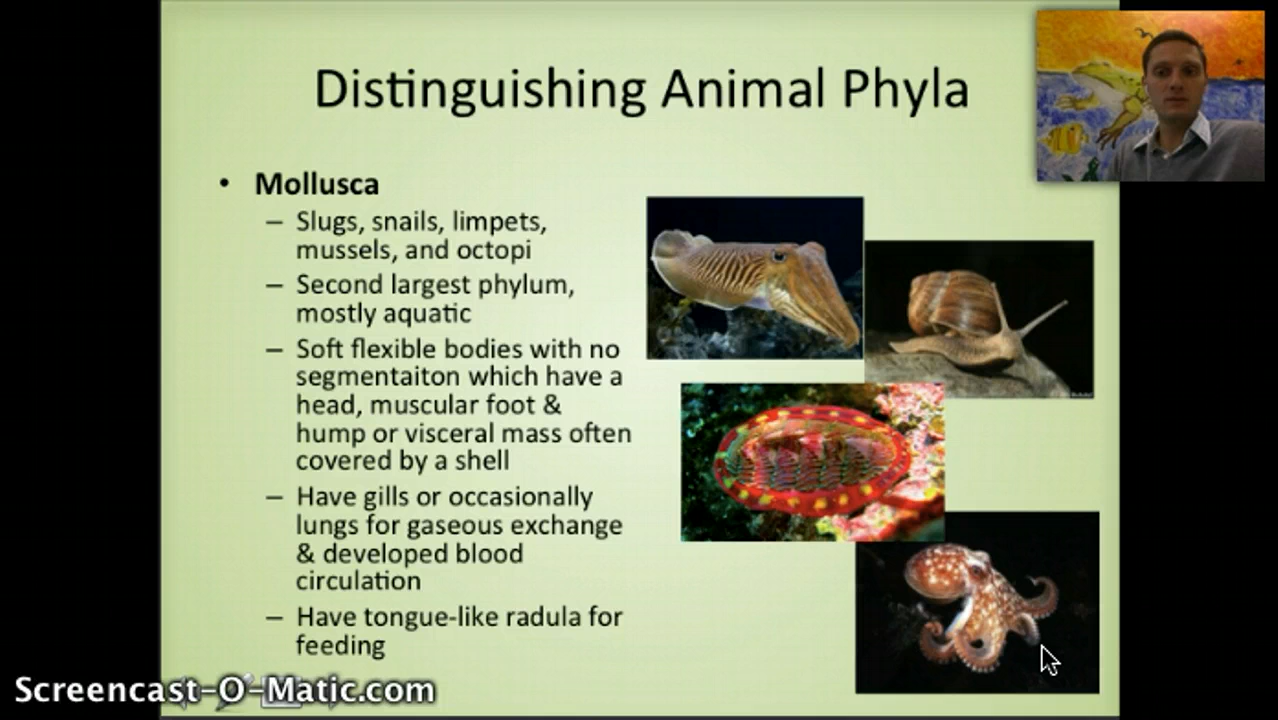 Distinguishing Animal Phyla
• Mollusca
– Slugs, snails, limpets,
mussels, and octopi
– Second largest phylum,
mostly aquatic
– Soft flexible bodies with no
segmentaiton which have a
head, muscular foot &
hump or visceral mass often
covered by a shell
– Have gills or occasionally
lungs for gaseous exchange
& developed blood
circulation
– Have tongue-like radula for
feeding
Screencast-O-Matic.com